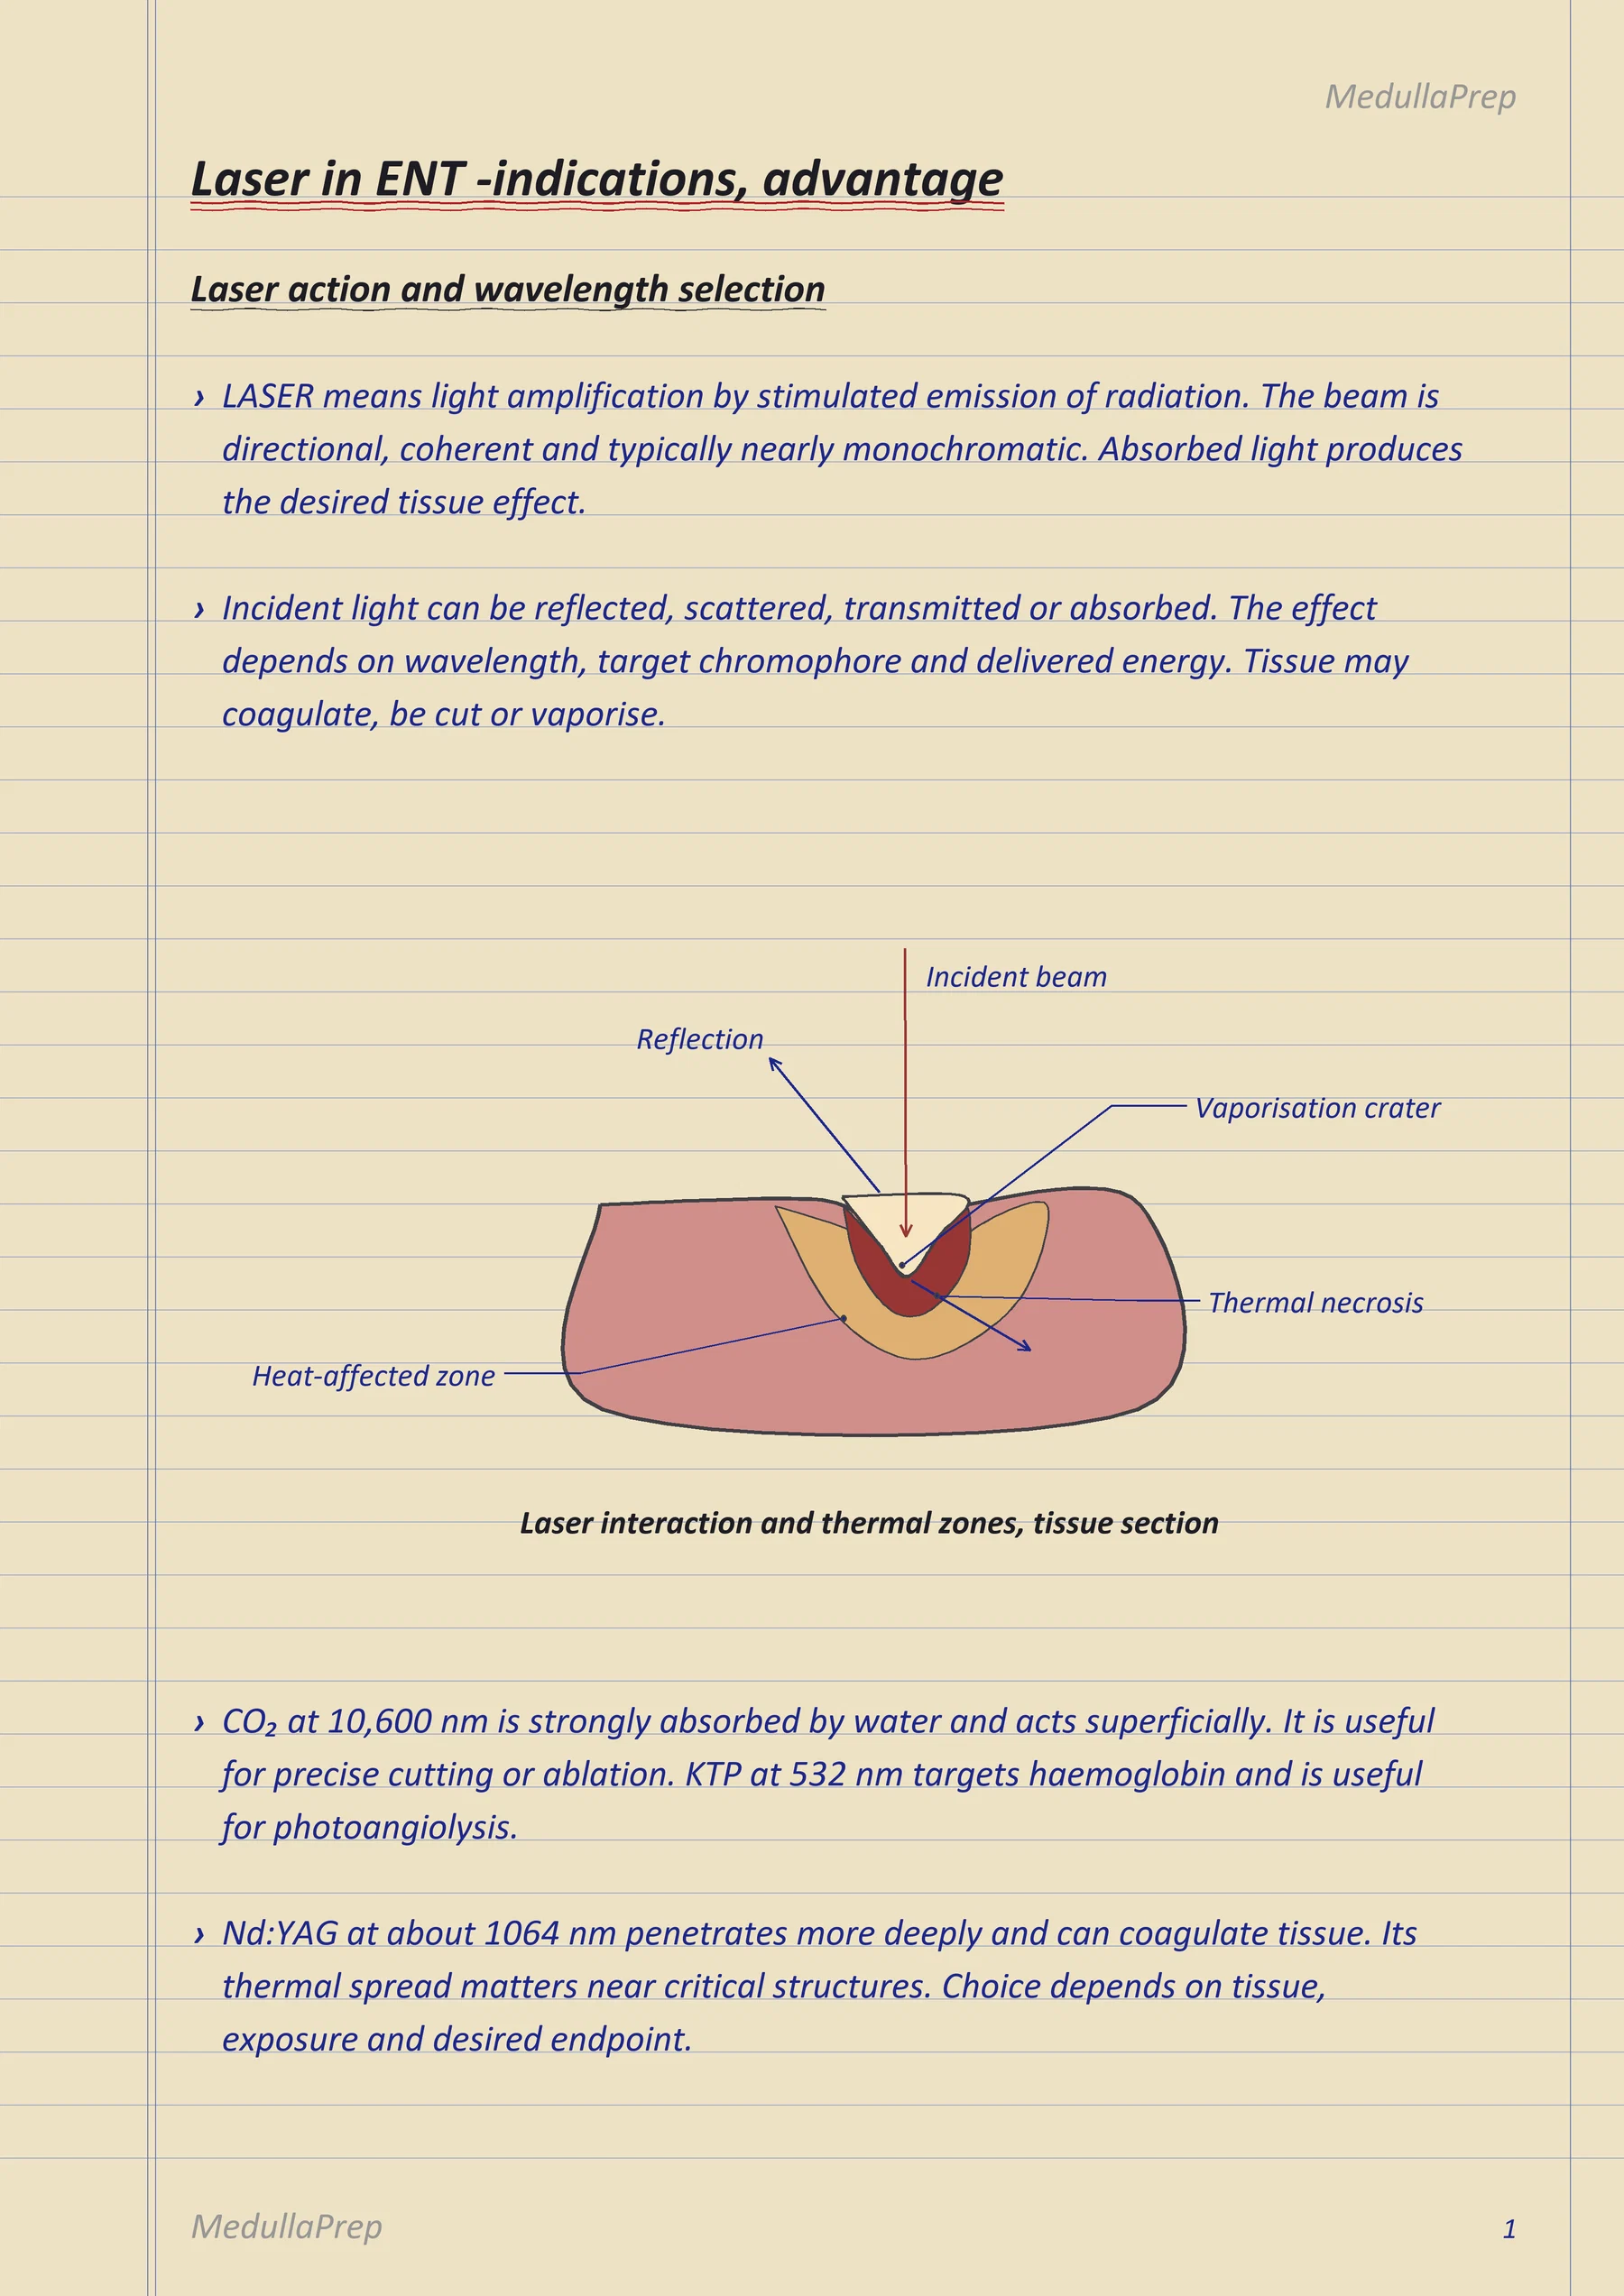 MedullaPrep
Laser in ENT -indications, advantage
Laser action and wavelength selection
› LASER means light amplification by stimulated emission of radiation. The beam is
directional, coherent and typically nearly monochromatic. Absorbed light produces
the desired tissue effect.
› Incident light can be reflected, scattered, transmitted or absorbed. The effect
depends on wavelength, target chromophore and delivered energy. Tissue may
coagulate, be cut or vaporise.
Incident beam
Reflection
Vaporisation crater
Thermal necrosis
Heat-affected zone
Laser interaction and thermal zones, tissue section
› CO₂ at 10,600 nm is strongly absorbed by water and acts superficially. It is useful
for precise cutting or ablation. KTP at 532 nm targets haemoglobin and is useful
for photoangiolysis.
› Nd:YAG at about 1064 nm penetrates more deeply and can coagulate tissue. Its
thermal spread matters near critical structures. Choice depends on tissue,
exposure and desired endpoint.
MedullaPrep
1